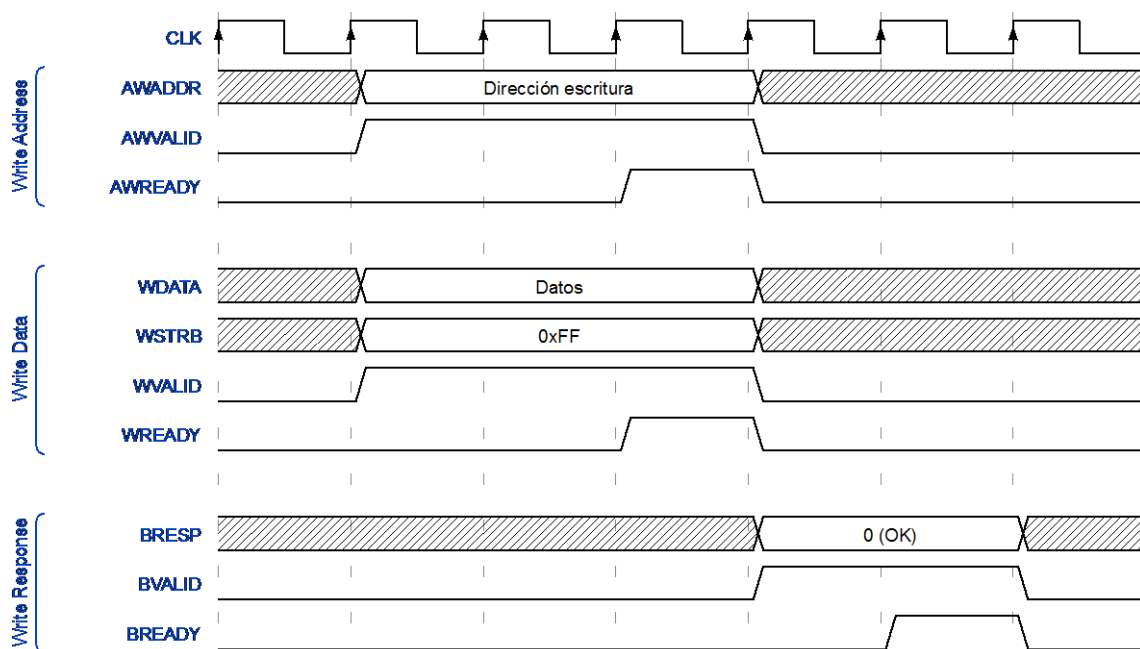 CLK
Write Address
AWADDR
Dirección escritura
AWVALID
AWREADY
Write Data
WDATA
Datos
WSTRB
0xFF
WVALID
WREADY
Write Response
BRESP
0 (OK)
BVALID
BREADY